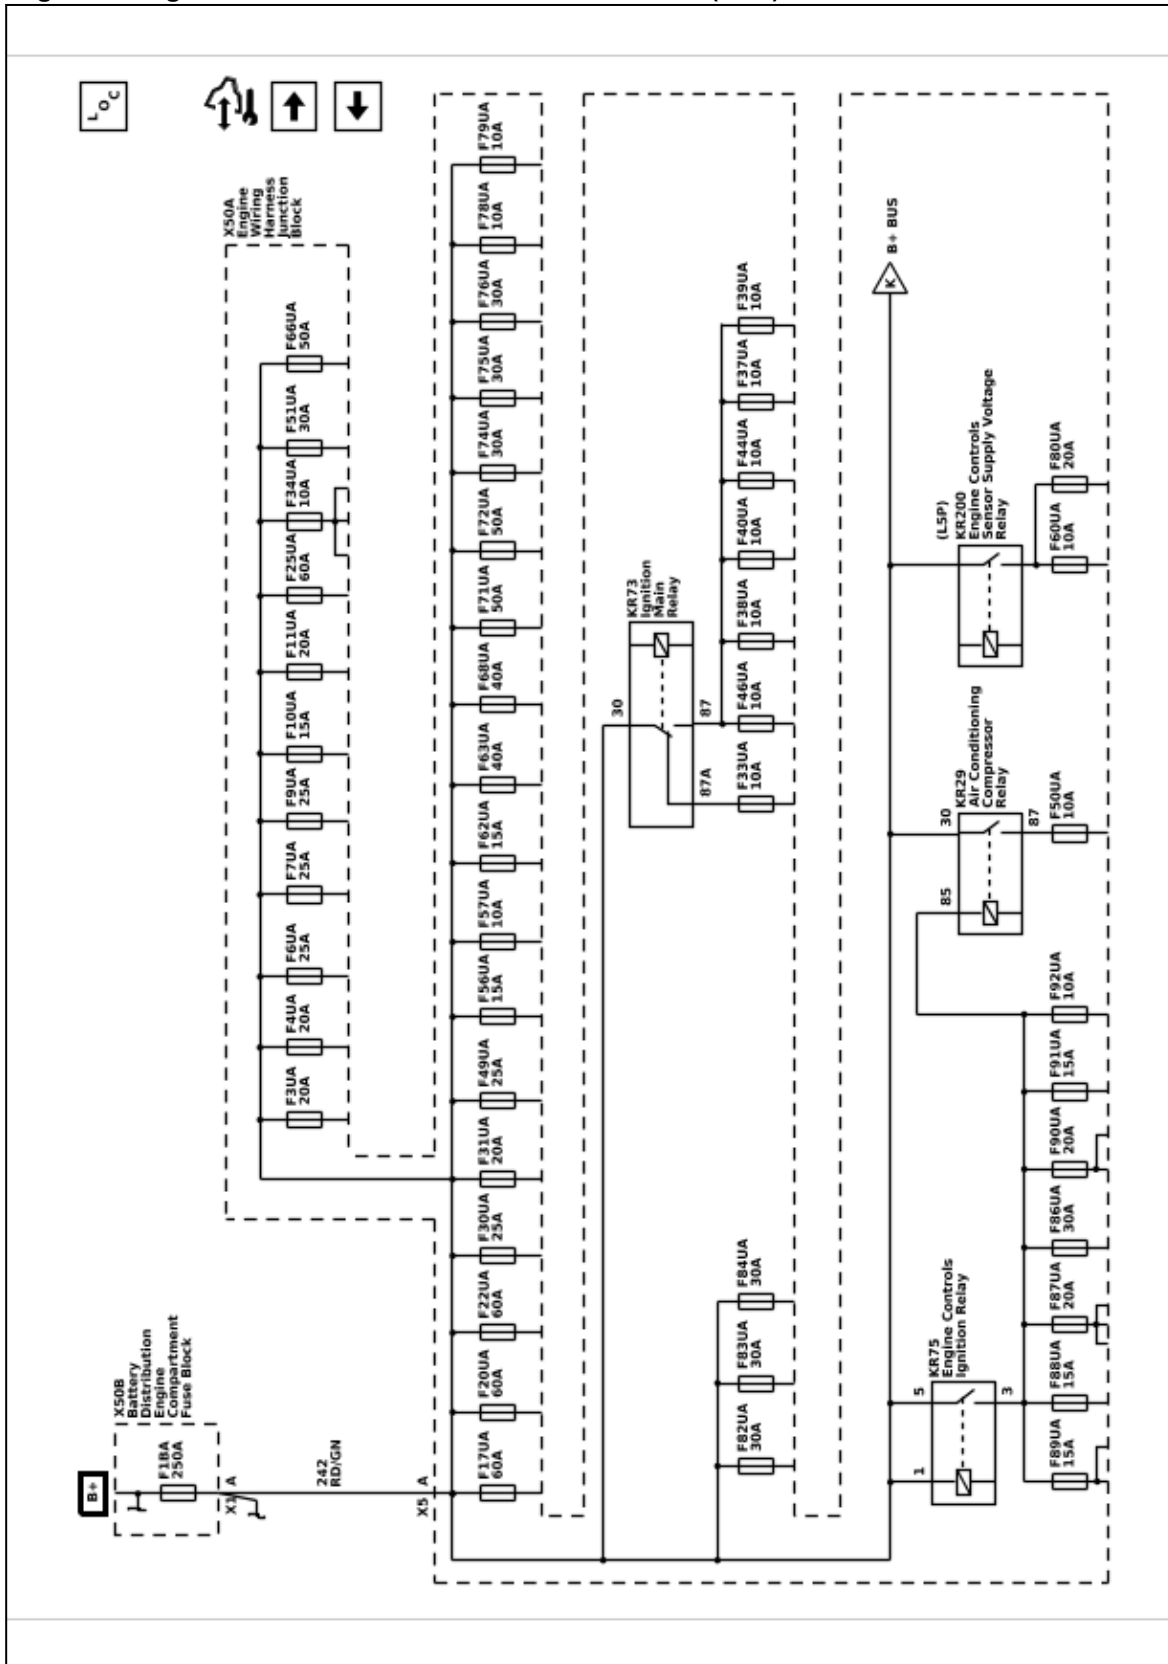 B+
X50B
Battery
Distribution
Engine
Compartment
Fuse Block
F18A
250A
X1 A
242
RD/GN
X5 A
LOC
X50A
Engine
Wiring
Harness
Junction
Block
F3UA
20A
F4UA
20A
F6UA
25A
F7UA
25A
F9UA
25A
F10UA
15A
F11UA
20A
F25UA
60A
F34UA
10A
F51UA
30A
F66UA
50A
F17UA
60A
F20UA
60A
F22UA
60A
F30UA
25A
F31UA
20A
F49UA
25A
F56UA
15A
F57UA
10A
F62UA
15A
F63UA
40A
F68UA
40A
F71UA
50A
F72UA
50A
F74UA
30A
F75UA
30A
F76UA
30A
F78UA
10A
F79UA
10A
KR73
Ignition
Main
Relay
30
87A
87
F82UA
30A
F83UA
30A
F84UA
30A
F33UA
10A
F46UA
10A
F38UA
10A
F40UA
10A
F44UA
10A
F37UA
10A
F39UA
10A
K
B+ BUS
KR75
Engine Controls
Ignition Relay
1
5
3
KR29
Air Conditioning
Compressor
Relay
85
30
87
(L5P)
KR200
Engine Controls
Sensor Supply Voltage
Relay
F89UA
15A
F88UA
15A
F87UA
20A
F86UA
30A
F90UA
20A
F91UA
15A
F92UA
10A
F50UA
10A
F60UA
10A
F80UA
20A